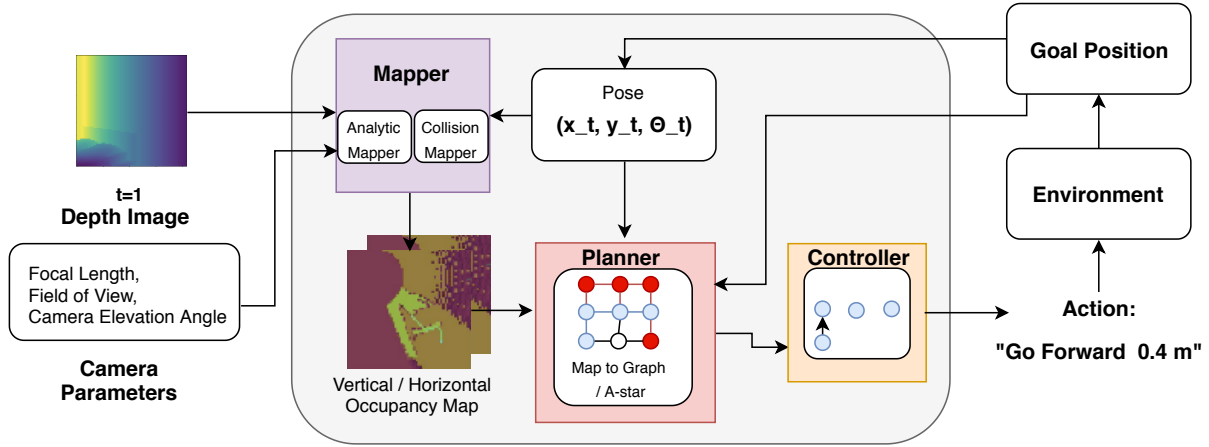 t=1
Depth Image
Focal Length,
Field of View,
Camera Elevation Angle
Camera
Parameters
Mapper
Analytic
Mapper
Collision
Mapper
Pose
(x_t, y_t, Θ_t)
Vertical / Horizontal
Occupancy Map
Planner
Map to Graph
/ A-star
Controller
Goal Position
Environment
Action:
"Go Forward 0.4 m"